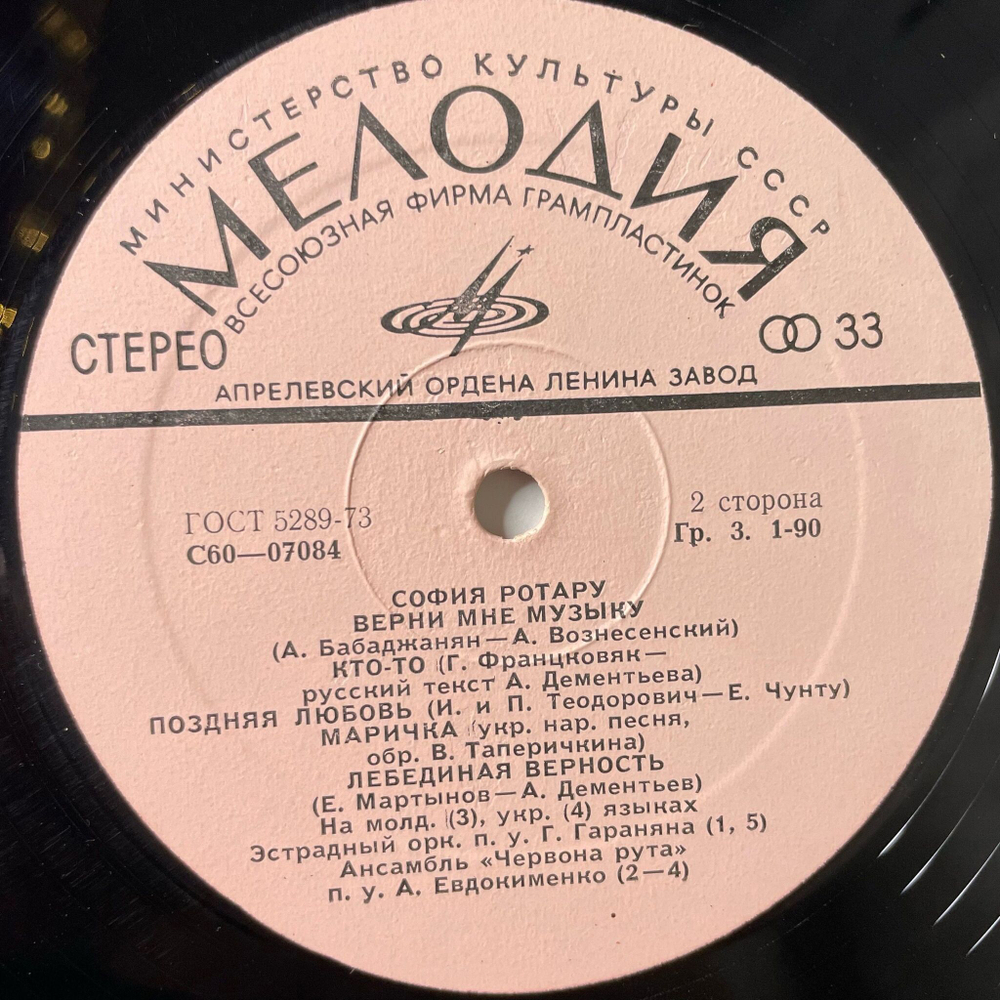 МИНИСТЕРСТВО КУЛЬТУРЫ СССР
МЕЛОДИЯ
ВСЕСОЮЗНАЯ ФИРМА ГРАМПЛАСТИНОК
СТЕРЕО
33
АПРЕЛЕВСКИЙ ОРДЕНА ЛЕНИНА ЗАВОД
ГОСТ 5289-73
С60—07084
2 сторона
Гр. 3. 1-90
СОФИЯ РОТАРУ
ВЕРНИ МНЕ МУЗЫКУ
(А. Бабаджанян—А. Вознесенский)
КТО-ТО (Г. Францковяк—
русский текст А. Дементьева)
ПОЗДНЯЯ ЛЮБОВЬ (И. и П. Теодорович—Е. Чунту)
МАРИЧКА (укр. нар. песня,
обр. В. Таперичкина)
ЛЕБЕДИНАЯ ВЕРНОСТЬ
(Е. Мартынов—А. Дементьев)
На молд. (3), укр. (4) языках
Эстрадный орк. п. у. Г. Гараняна (1, 5)
Ансамбль «Червона рута»
п. у. А. Евдокименко (2—4)